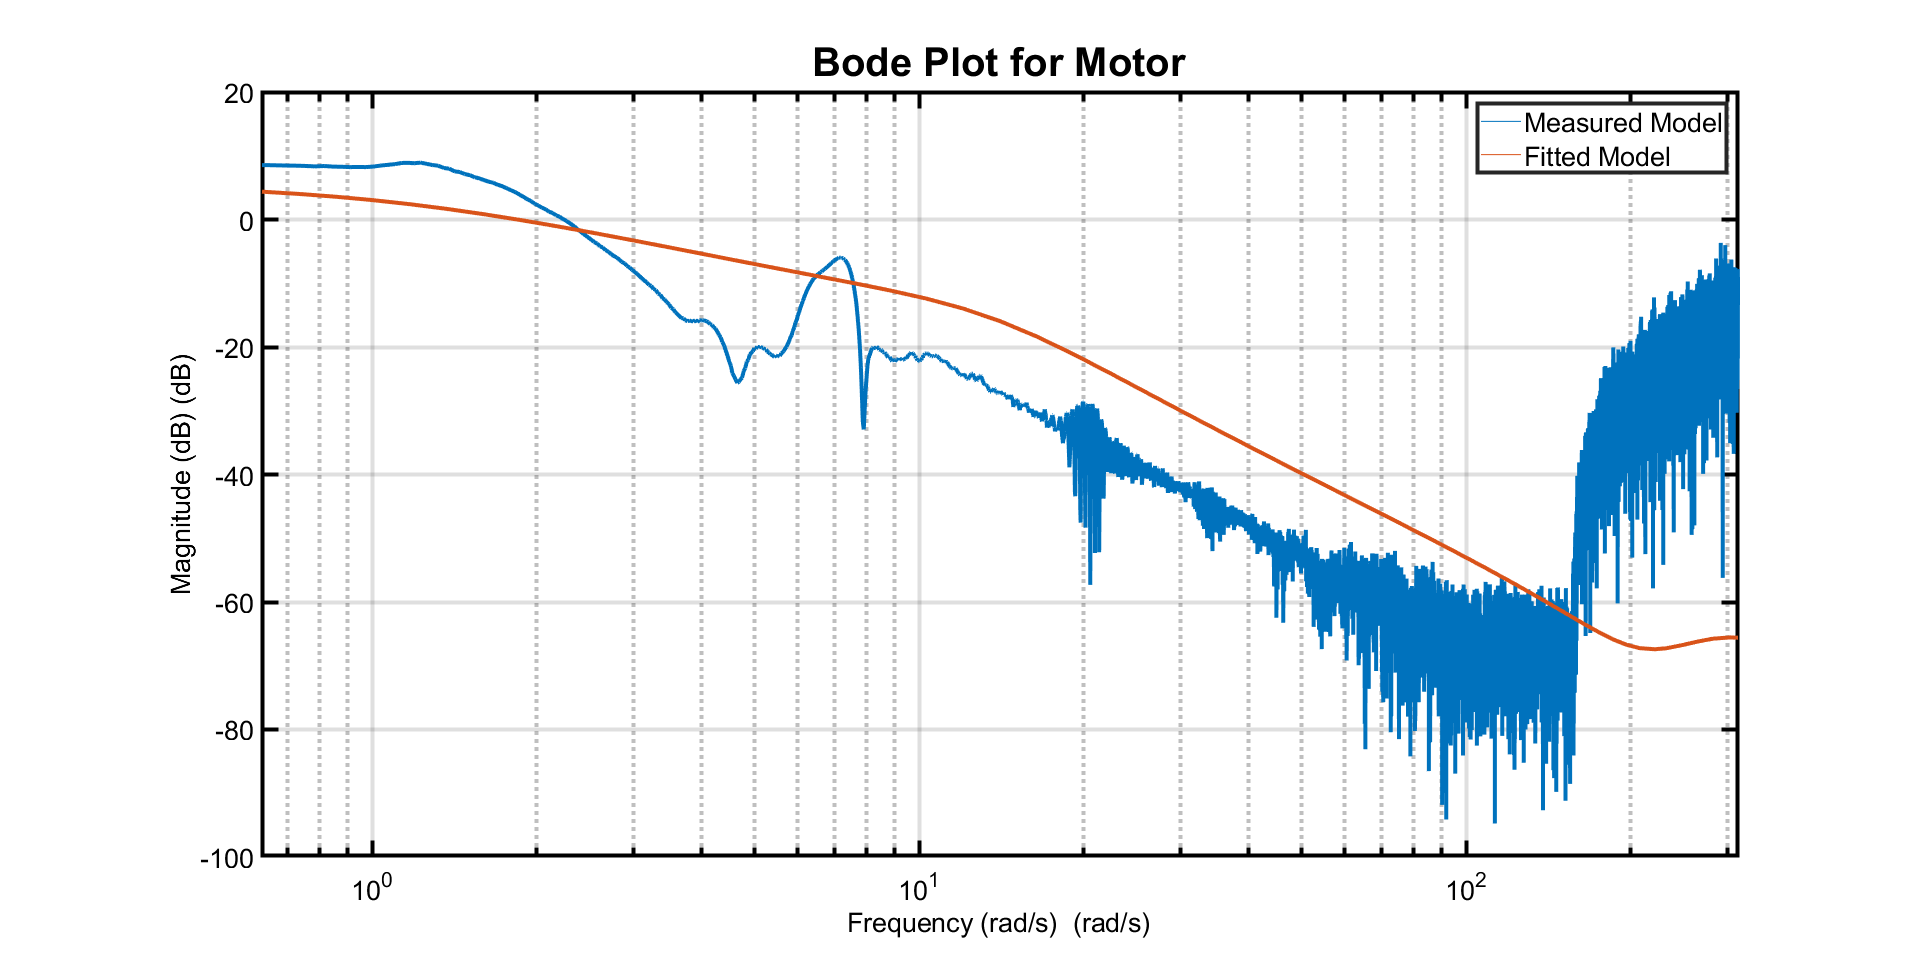 Bode Plot for Motor
Measured Model
Fitted Model
20
0
-20
-40
-60
-80
-100
Magnitude (dB) (dB)
10^0
10^1
10^2
Frequency (rad/s) (rad/s)